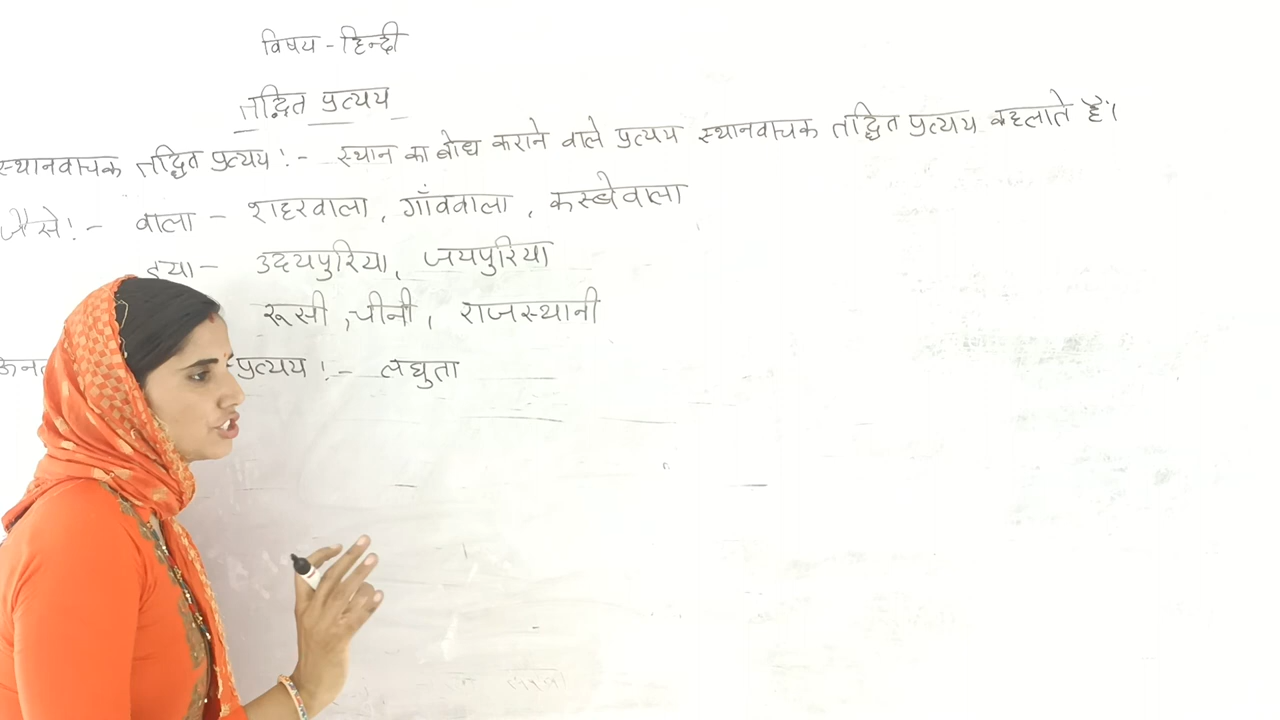 विषय - हिन्दी
तद्धित प्रत्यय
स्थानवाचक तद्धित प्रत्यय :- स्थान का बोध कराने वाले प्रत्यय स्थानवाचक तद्धित प्रत्यय कहलाते हैं।
जैसे :- वाला - शहरवाला, गाँववाला, कस्बेवाला
इया - उदयपुरिया, जयपुरिया
रूसी, चीनी, राजस्थानी
प्रत्यय :- लघुता